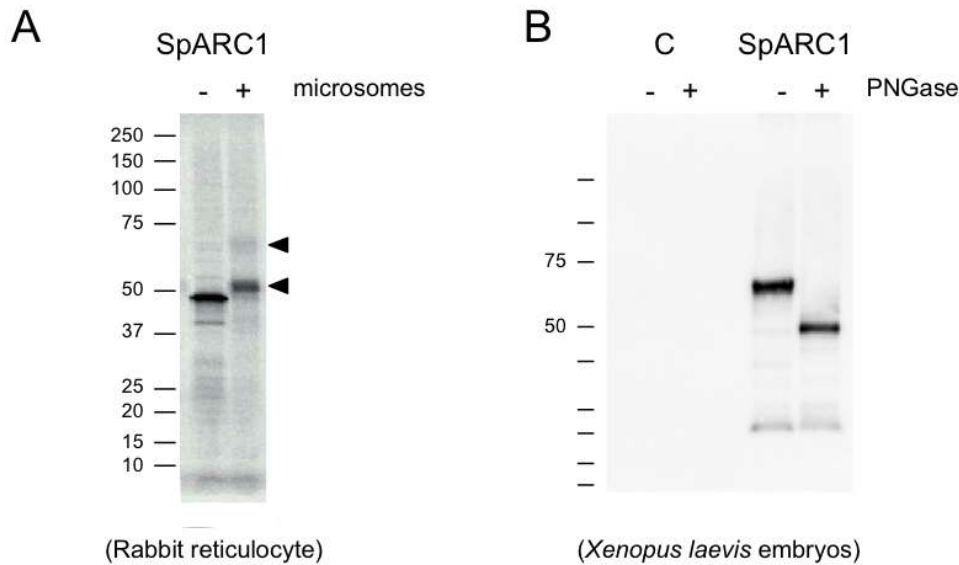 A
SpARC1
- + microsomes
250
150
100
75
50
37
25
20
15
10
(Rabbit reticulocyte)
B
C SpARC1
- + - + PNGase
75
50
(Xenopus laevis embryos)